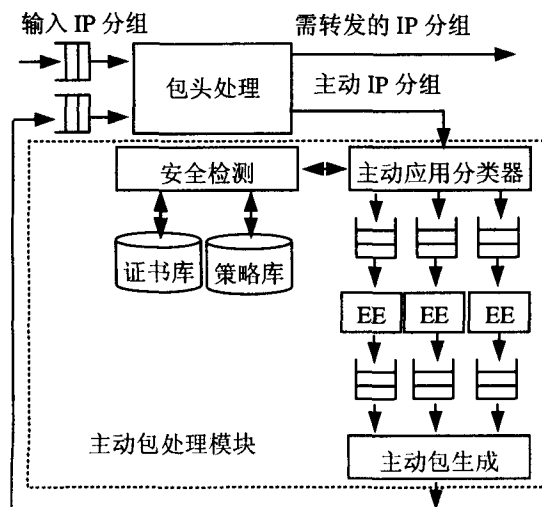 输入 IP 分组
需转发的 IP 分组
包头处理
主动 IP 分组
安全检测
主动应用分类器
证书库
策略库
EE
EE
EE
主动包处理模块
主动包生成